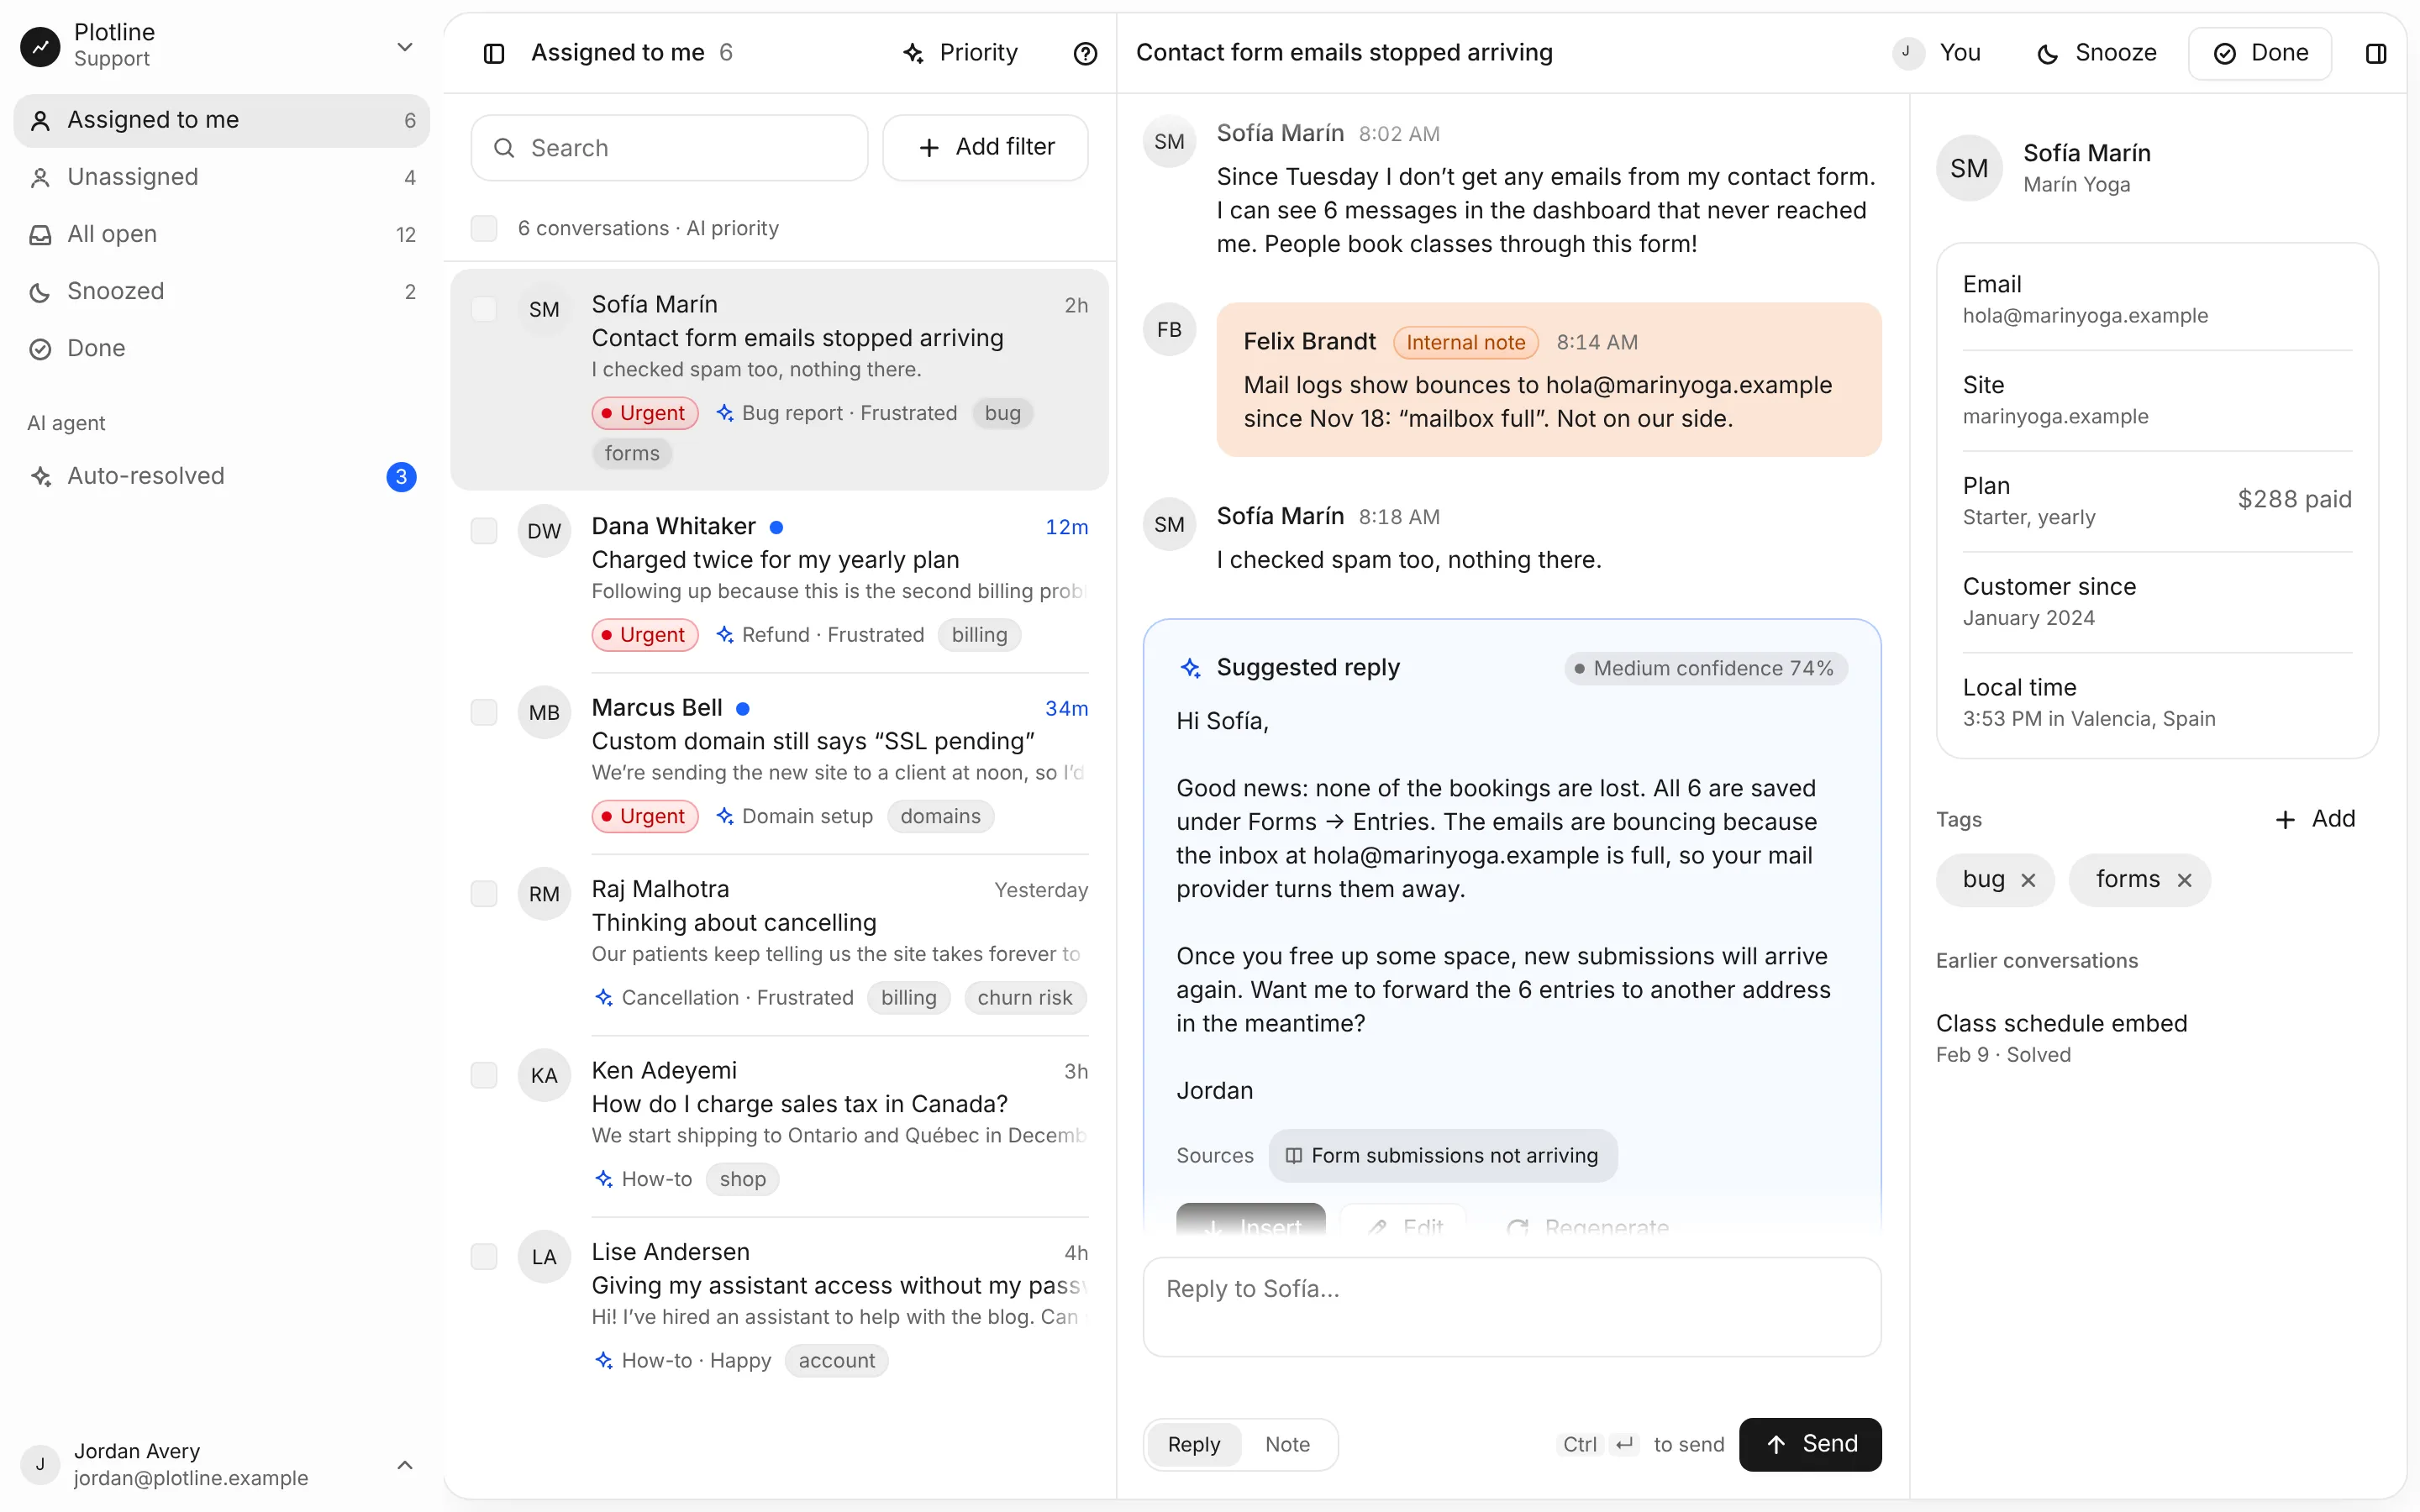 Plotline
Support
Assigned to me 6
Unassigned 4
All open 12
Snoozed 2
Done
AI agent
Auto-resolved 3
J
Jordan Avery
jordan@plotline.example
Assigned to me 6
Priority
Search
Add filter
6 conversations · AI priority
SM
Sofía Marín 2h
Contact form emails stopped arriving
I checked spam too, nothing there.
Urgent Bug report · Frustrated bug
forms
DW
Dana Whitaker 12m
Charged twice for my yearly plan
Following up because this is the second billing
Urgent Refund · Frustrated billing
MB
Marcus Bell 34m
Custom domain still says “SSL pending”
We’re sending the new site to a client at noon, so I’d
Urgent Domain setup domains
RM
Raj Malhotra Yesterday
Thinking about cancelling
Our patients keep telling us the site takes forever to
Cancellation · Frustrated billing churn risk
KA
Ken Adeyemi 3h
How do I charge sales tax in Canada?
We start shipping to Ontario and Québec in
How-to shop
LA
Lise Andersen 4h
Giving my assistant access without my
Hi! I’ve hired an assistant to help with the blog. Can
How-to · Happy account
Contact form emails stopped arriving
J You
Snooze
Done
SM
Sofía Marín 8:02 AM
Since Tuesday I don’t get any emails from my contact form.
I can see 6 messages in the dashboard that never reached
me. People book classes through this form!
FB
Felix Brandt Internal note 8:14 AM
Mail logs show bounces to hola@marinyoga.example
since Nov 18: “mailbox full”. Not on our side.
SM
Sofía Marín 8:18 AM
I checked spam too, nothing there.
Suggested reply Medium confidence 74%
Hi Sofía,
Good news: none of the bookings are lost. All 6 are saved
under Forms → Entries. The emails are bouncing because
the inbox at hola@marinyoga.example is full, so your mail
provider turns them away.
Once you free up some space, new submissions will arrive
again. Want me to forward the 6 entries to another address
in the meantime?
Jordan
Sources Form submissions not arriving
Insert Edit Regenerate
Reply to Sofía...
Reply Note
Ctrl ↵ to send
Send
SM
Sofía Marín
Marín Yoga
Email
hola@marinyoga.example
Site
marinyoga.example
Plan
Starter, yearly
$288 paid
Customer since
January 2024
Local time
3:53 PM in Valencia, Spain
Tags
Add
bug
forms
Earlier conversations
Class schedule embed
Feb 9 · Solved